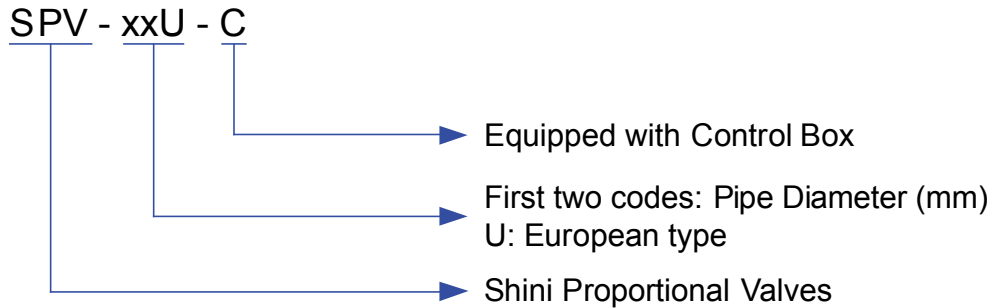 SPV - xxU - C
Equipped with Control Box
First two codes: Pipe Diameter (mm)
U: European type
Shini Proportional Valves